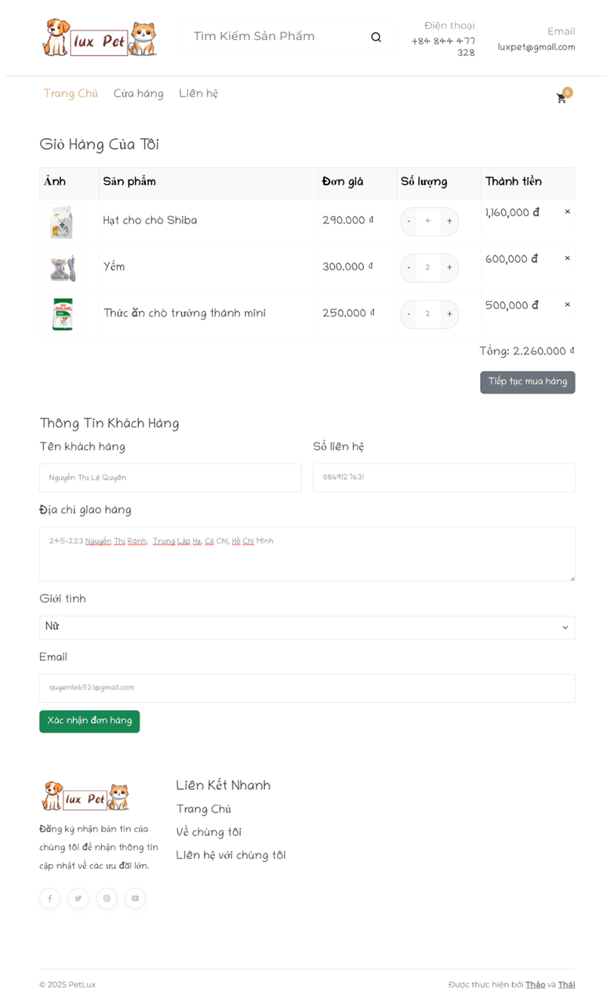 lux Pet
Tìm Kiếm Sản Phẩm
Điện thoại
+84 844 477
328
Email
luxpet@gmail.com
Trang Chủ Cửa hàng Liên hệ
0
Giỏ Hàng Của Tôi
Ảnh Sản phẩm Đơn giá Số lượng Thành tiền
Hạt cho chó Shiba 290.000 đ - 4 + 1,160,000 đ ×
Yếm 300.000 đ - 2 + 600,000 đ ×
Thức ăn chó trưởng thành mini 250.000 đ - 2 + 500,000 đ ×
Tổng: 2.260.000 đ
Tiếp tục mua hàng
Thông Tin Khách Hàng
Tên khách hàng Số liên hệ
Nguyễn Thị Lệ Quyên 0869127631
Địa chỉ giao hàng
245-223 Nguyễn Thị Rành, Trung Lập Hạ, Củ Chi, Hồ Chí Minh
Giới tính
Nữ
Email
quyenle6521@gmail.com
Xác nhận đơn hàng
lux Pet
Đăng ký nhận bản tin của
chúng tôi để nhận thông tin
cập nhật về các ưu đãi lớn.
Liên Kết Nhanh
Trang Chủ
Về chúng tôi
Liên hệ với chúng tôi
© 2025 PetLux
Được thực hiện bởi Thảo và Thái